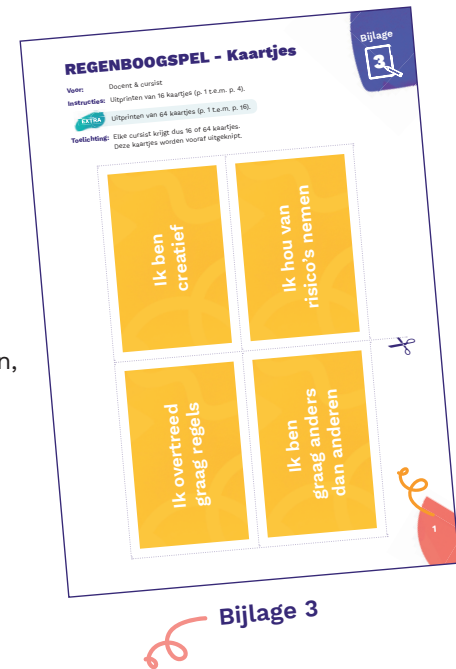 REGENBOOGSPEL - Kaartjes
Bijlage
3
Voor: Docent & cursist
Instructies: Uitprinten van 16 kaartjes (p. 1 t.e.m. p. 4).
EXTRA Uitprinten van 64 kaartjes (p. 1 t.e.m. p. 16).
Toelichting: Elke cursist krijgt dus 16 of 64 kaartjes.
Deze kaartjes worden vooraf uitgeknipt.
Ik ben
creatief
Ik hou van
risico's nemen
n,
Ik overtreed
graag regels
Ik ben
graag anders
dan anderen
1
Bijlage 3